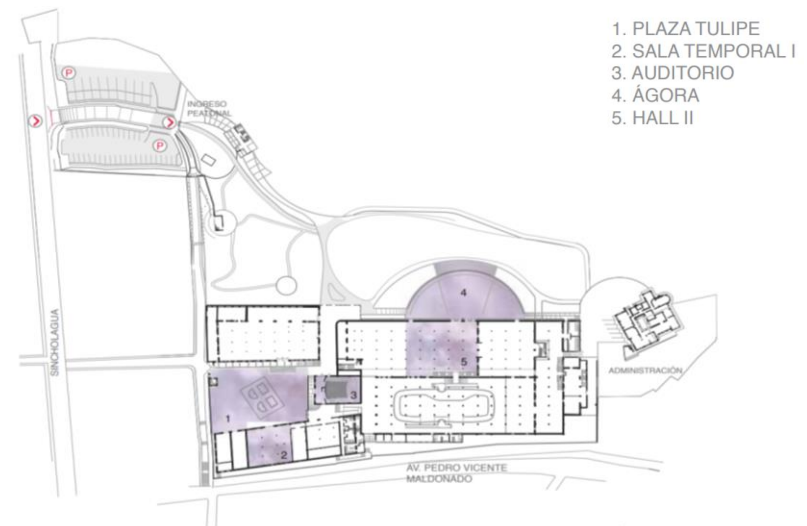 1. PLAZA TULIPE
2. SALA TEMPORAL I
3. AUDITORIO
4. ÁGORA
5. HALL II
P
INGRESO
PEATONAL
P
SINCHOLAGUA
4
5
3
1
2
ADMINISTRACIÓN
AV. PEDRO VICENTE
MALDONADO